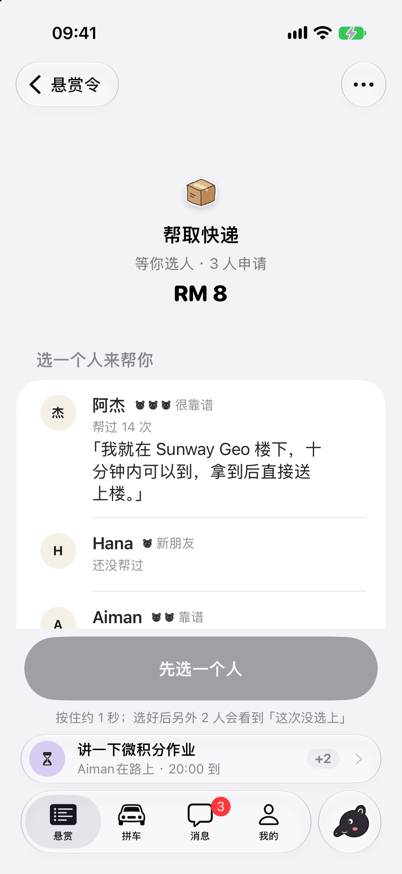 09:41
悬赏令
帮取快递
等你选人 · 3 人申请
RM 8
选一个人来帮你
杰
阿杰 很靠谱
帮过 14 次
「我就在 Sunway Geo 楼下，十
分钟内可以到，拿到后直接送
上楼。」
H
Hana 新朋友
还没帮过
A
Aiman 靠谱
先选一个人
按住约 1 秒；选好后另外 2 人会看到「这次没选上」
讲一下微积分作业
Aiman在路上 · 20:00 到
+2
3
悬赏
拼车
消息
我的